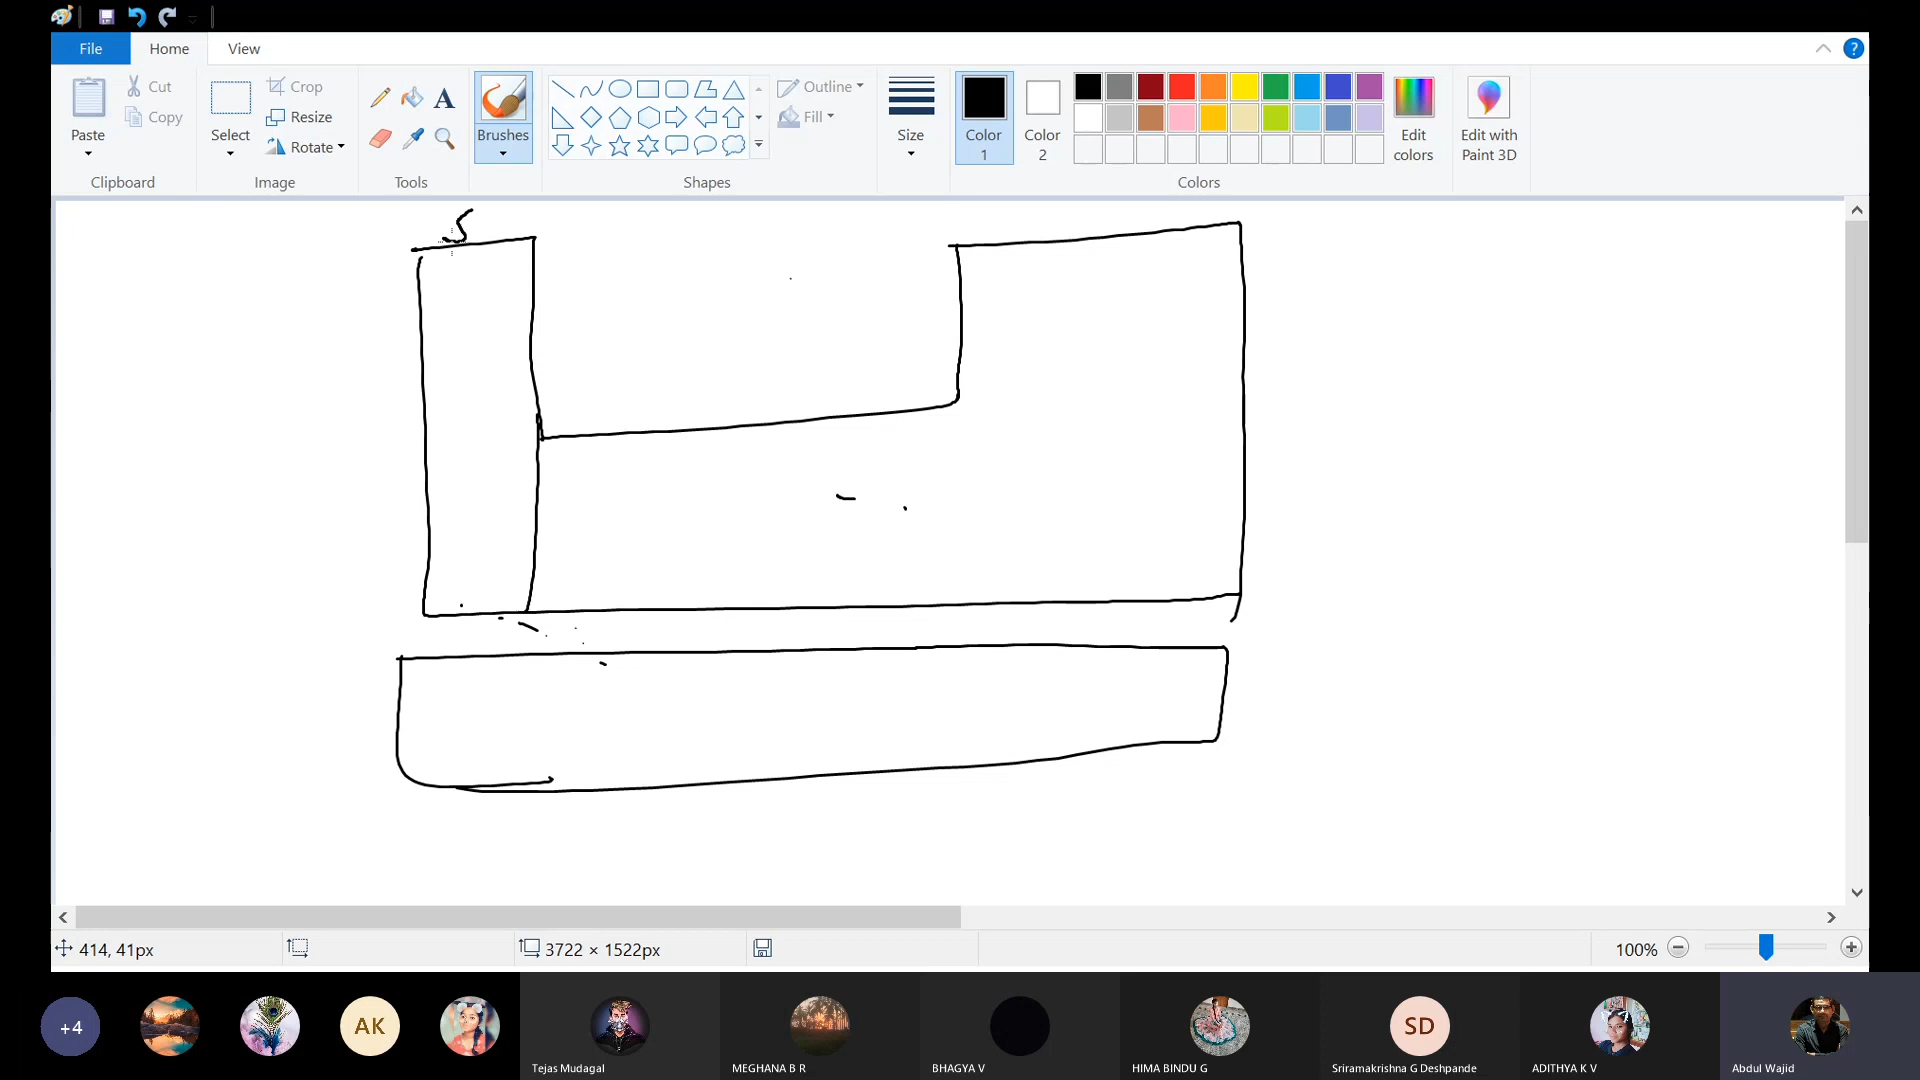 File Home View ?
Paste
Cut
Copy
Clipboard
Select
Crop
Resize
Rotate
Image
A
Tools
Brushes
Shapes
Outline
Fill
Size
Color
1
Color
2
Colors
Edit
colors
Edit with
Paint 3D
S
414, 41px
3722 × 1522px
100%
+4
AK
SD
Tejas Mudagal
MEGHANA B R
BHAGYA V
HIMA BINDU G
Sriramakrishna G Deshpande
ADITHYA K V
Abdul Wajid